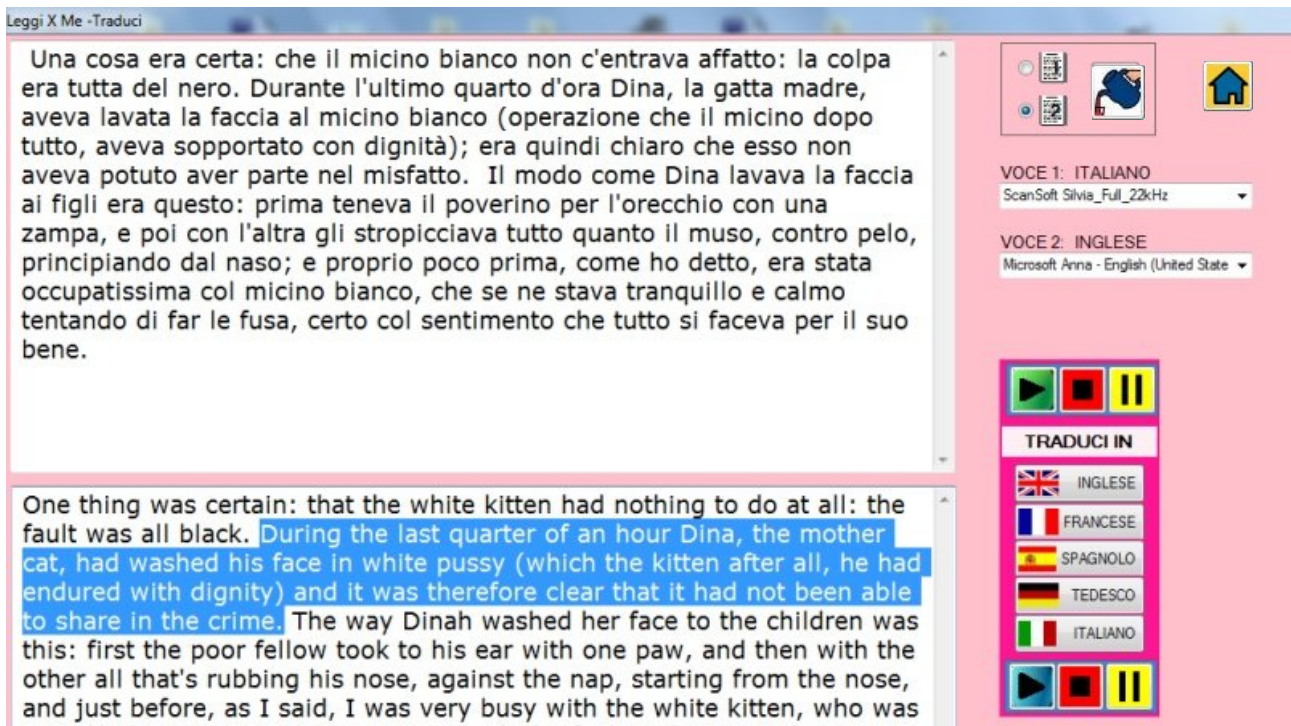 Leggi X Me -Traduci
Una cosa era certa: che il micino bianco non c'entrava affatto: la colpa
era tutta del nero. Durante l'ultimo quarto d'ora Dina, la gatta madre,
aveva lavata la faccia al micino bianco (operazione che il micino dopo
tutto, aveva sopportato con dignità); era quindi chiaro che esso non
aveva potuto aver parte nel misfatto.  Il modo come Dina lavava la faccia
ai figli era questo: prima teneva il poverino per l'orecchio con una
zampa, e poi con l'altra gli stropicciava tutto quanto il muso, contro pelo,
principiando dal naso; e proprio poco prima, come ho detto, era stata
occupatissima col micino bianco, che se ne stava tranquillo e calmo
tentando di far le fusa, certo col sentimento che tutto si faceva per il suo
bene.
One thing was certain: that the white kitten had nothing to do at all: the
fault was all black. During the last quarter of an hour Dina, the mother
cat, had washed his face in white pussy (which the kitten after all, he had
endured with dignity) and it was therefore clear that it had not been able
to share in the crime. The way Dinah washed her face to the children was
this: first the poor fellow took to his ear with one paw, and then with the
other all that's rubbing his nose, against the nap, starting from the nose,
and just before, as I said, I was very busy with the white kitten, who was
1
2
VOCE 1: ITALIANO
ScanSoft Silvia_Full_22kHz
VOCE 2: INGLESE
Microsoft Anna - English (United State
TRADUCI IN
INGLESE
FRANCESE
SPAGNOLO
TEDESCO
ITALIANO